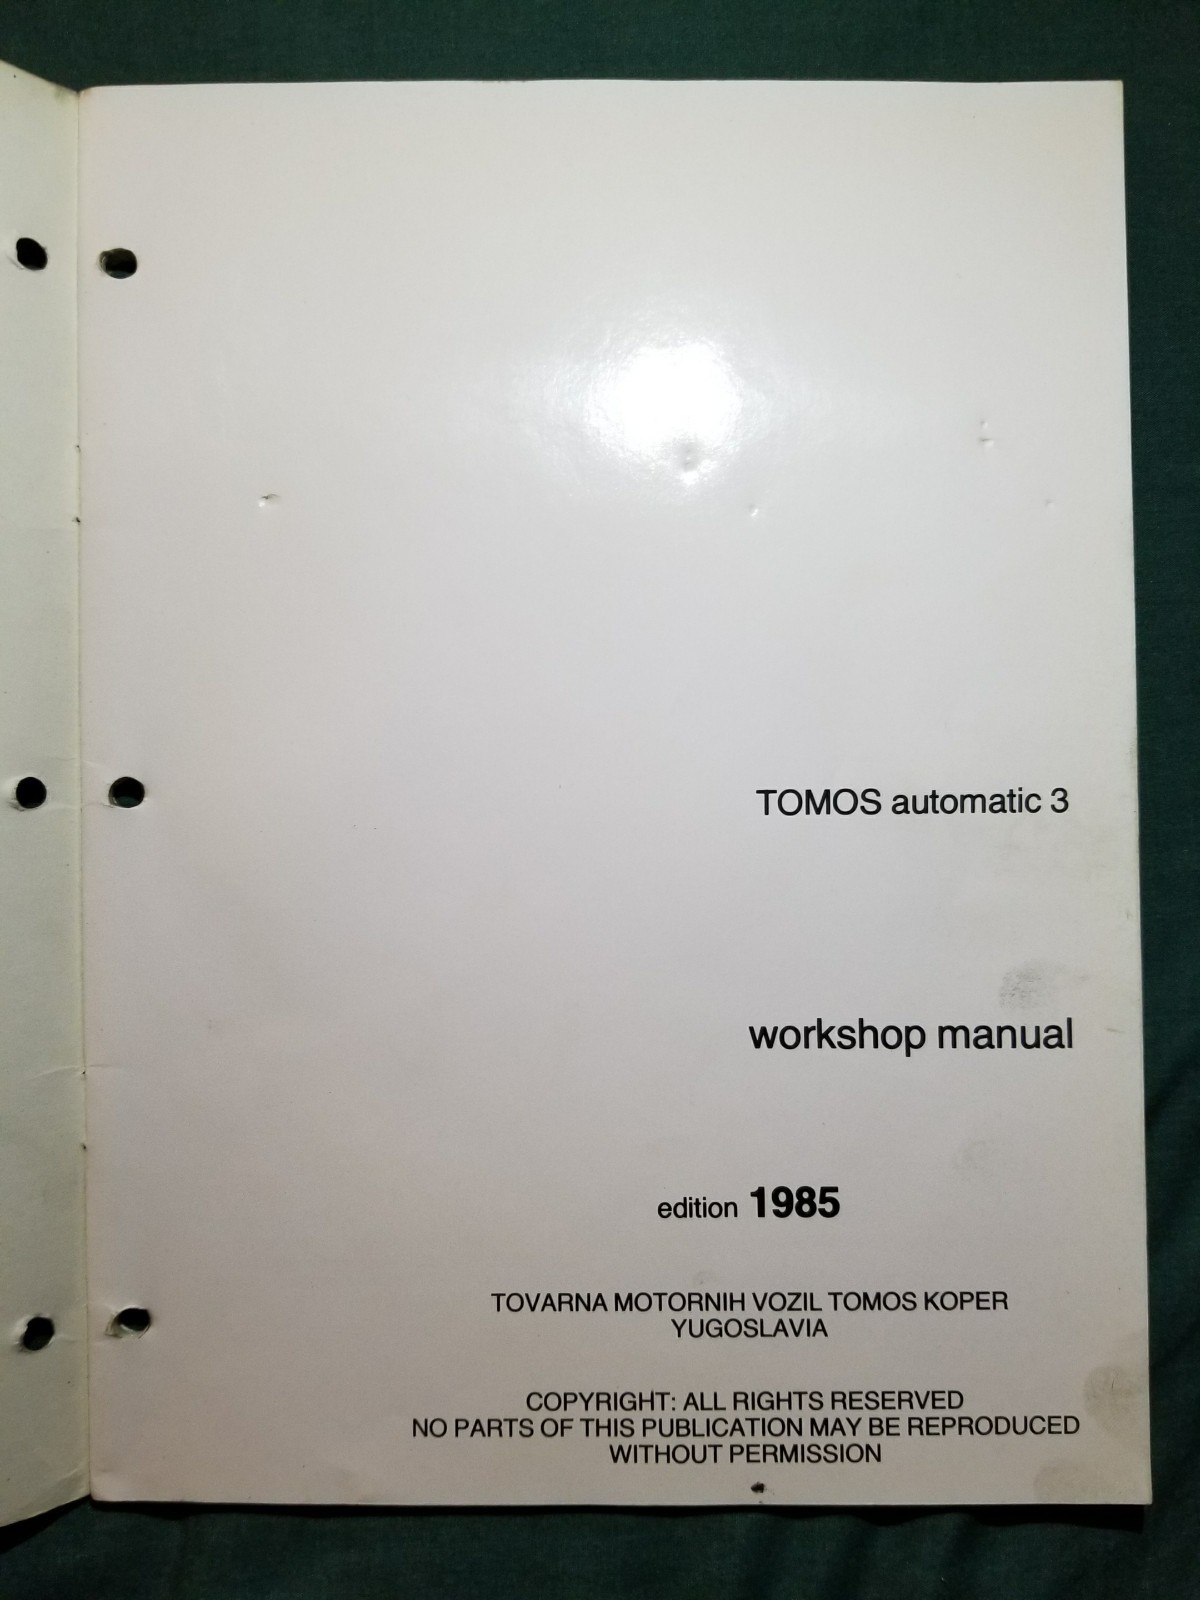 TOMOS automatic 3
workshop manual
edition 1985
TOVARNA MOTORNIH VOZIL TOMOS KOPER
YUGOSLAVIA
COPYRIGHT: ALL RIGHTS RESERVED
NO PARTS OF THIS PUBLICATION MAY BE REPRODUCED
WITHOUT PERMISSION